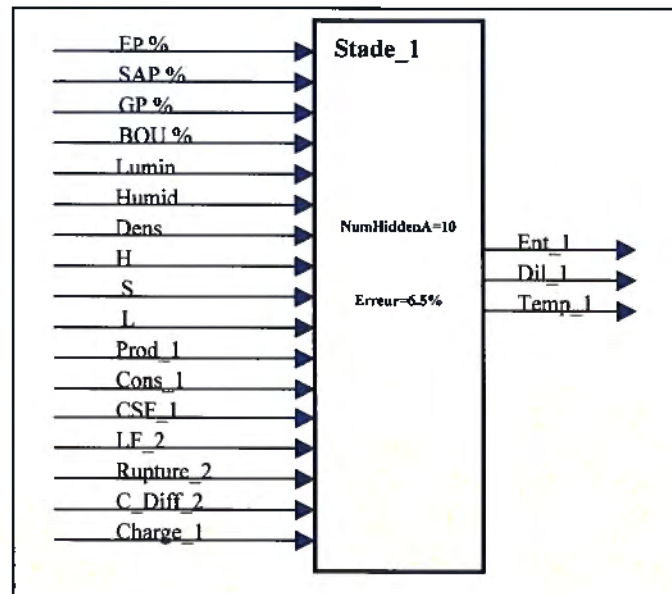 EP %
SAP %
GP %
BOU %
Lumin
Humid
Dens
H
S
L
Prod_1
Cons_1
CSE_1
LF_2
Rupture_2
C_Diff_2
Charge_1
Stade_1
NumHiddenA=10
Erreur=6.5%
Ent_1
Dil_1
Temp_1